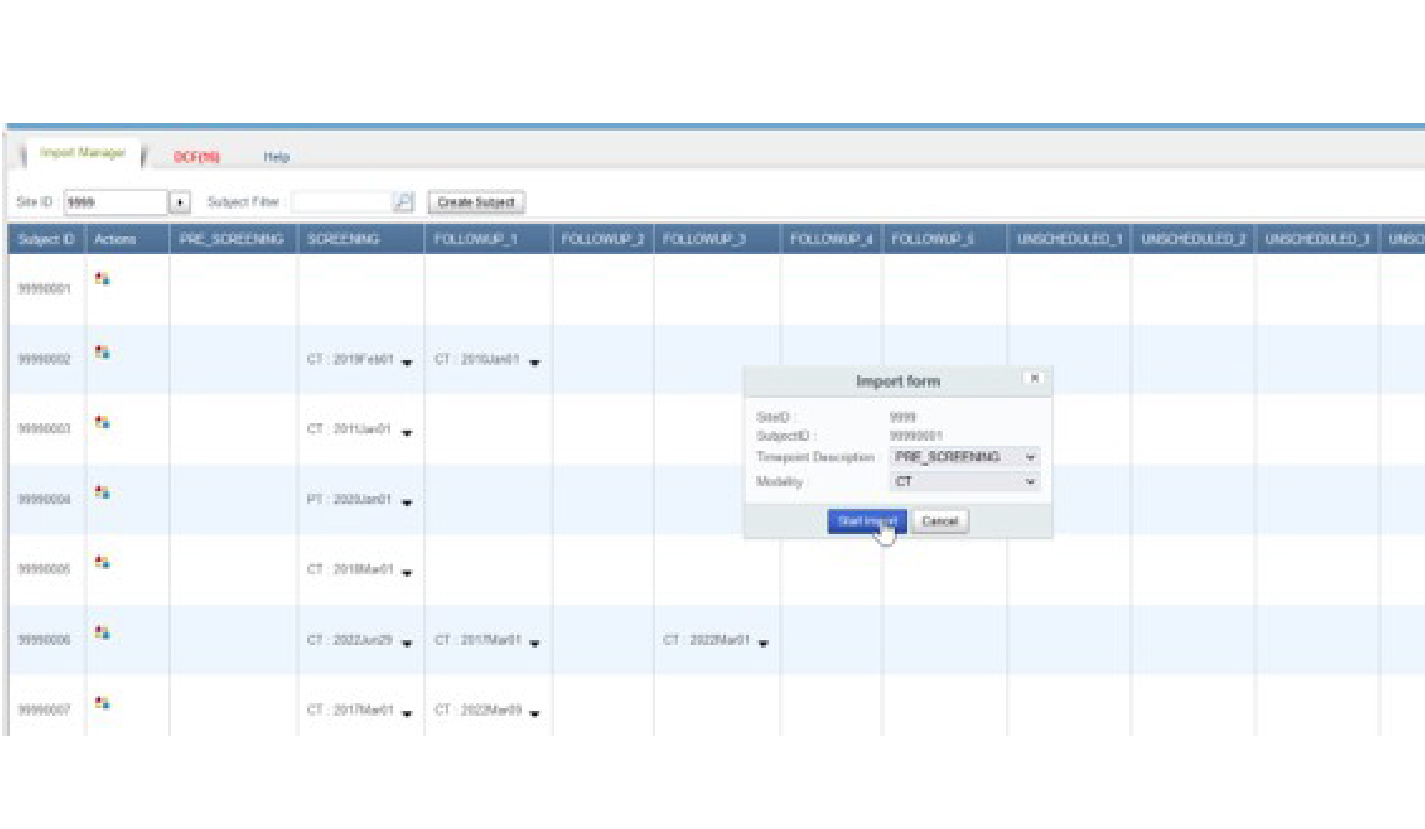 Import Manager DCF(16) Help
Site ID : 9999 Subject Filter : Create Subject
Subject ID Actions PRE_SCREENING SCREENING FOLLOWUP_1 FOLLOWUP_2 FOLLOWUP_3 FOLLOWUP_4 FOLLOWUP_5 UNSCHEDULED_1 UNSCHEDULED_2 UNSCHEDULED_3 UNSC
99990001
99990002 CT : 2019Feb01 CT : 2010Jan01
99990003 CT : 2011Jan01
99990004 PT : 2020Jan01
99990005 CT : 2018Mar01
99990006 CT : 2022Jun29 CT : 2017Mar01 CT : 2022Mar01
99990007 CT : 2017Mar01 CT : 2022Mar09
Import form
SiteID : 9999
SubjectID : 99990001
Timepoint Description PRE_SCREENING
Modality CT
Start Import Cancel